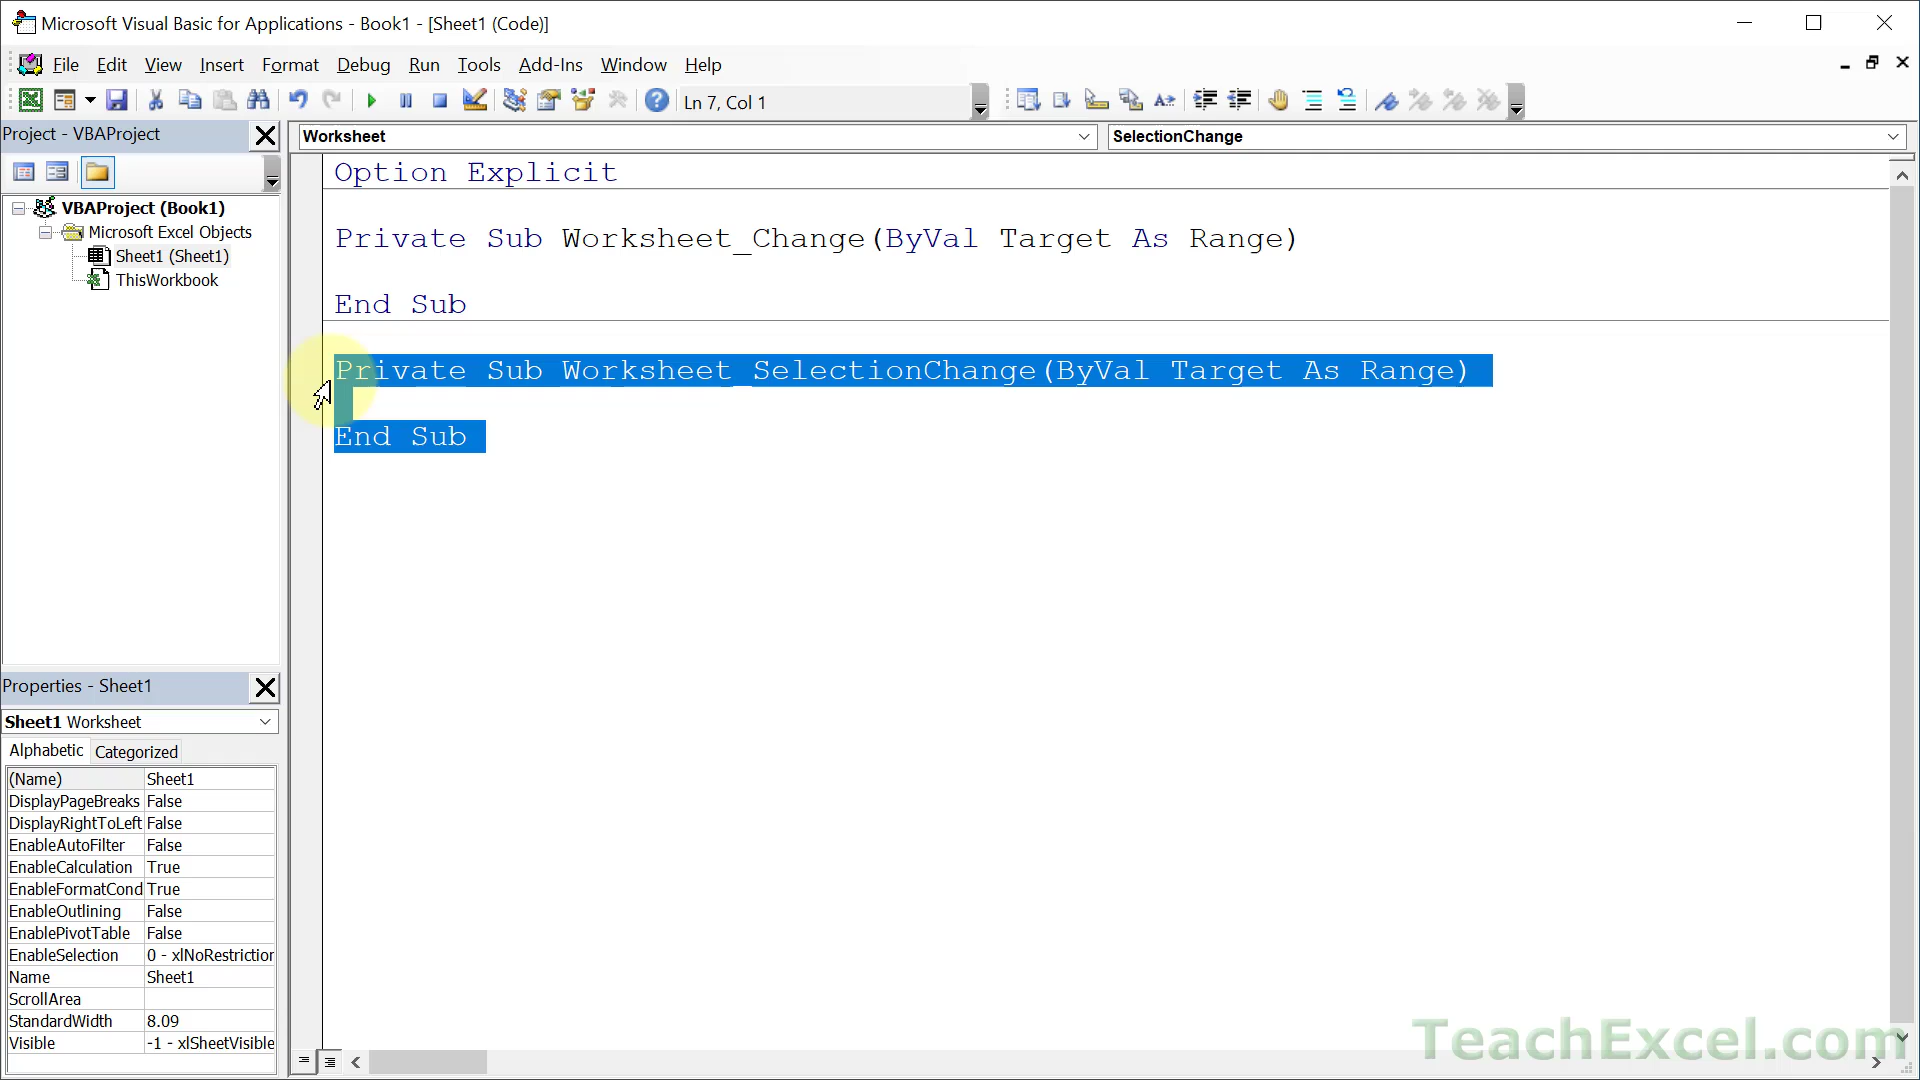 Microsoft Visual Basic for Applications - Book1 - [Sheet1 (Code)]
File Edit View Insert Format Debug Run Tools Add-Ins Window Help
Ln 7, Col 1
Project - VBAProject
VBAProject (Book1)
Microsoft Excel Objects
Sheet1 (Sheet1)
ThisWorkbook
Worksheet
SelectionChange
Option Explicit
Private Sub Worksheet_Change(ByVal Target As Range)
End Sub
Private Sub Worksheet_SelectionChange(ByVal Target As Range)
End Sub
Properties - Sheet1
Sheet1 Worksheet
Alphabetic Categorized
(Name) Sheet1
DisplayPageBreaks False
DisplayRightToLeft False
EnableAutoFilter False
EnableCalculation True
EnableFormatCond True
EnableOutlining False
EnablePivotTable False
EnableSelection 0 - xlNoRestriction
Name Sheet1
ScrollArea
StandardWidth 8.09
Visible -1 - xlSheetVisible
TeachExcel.com